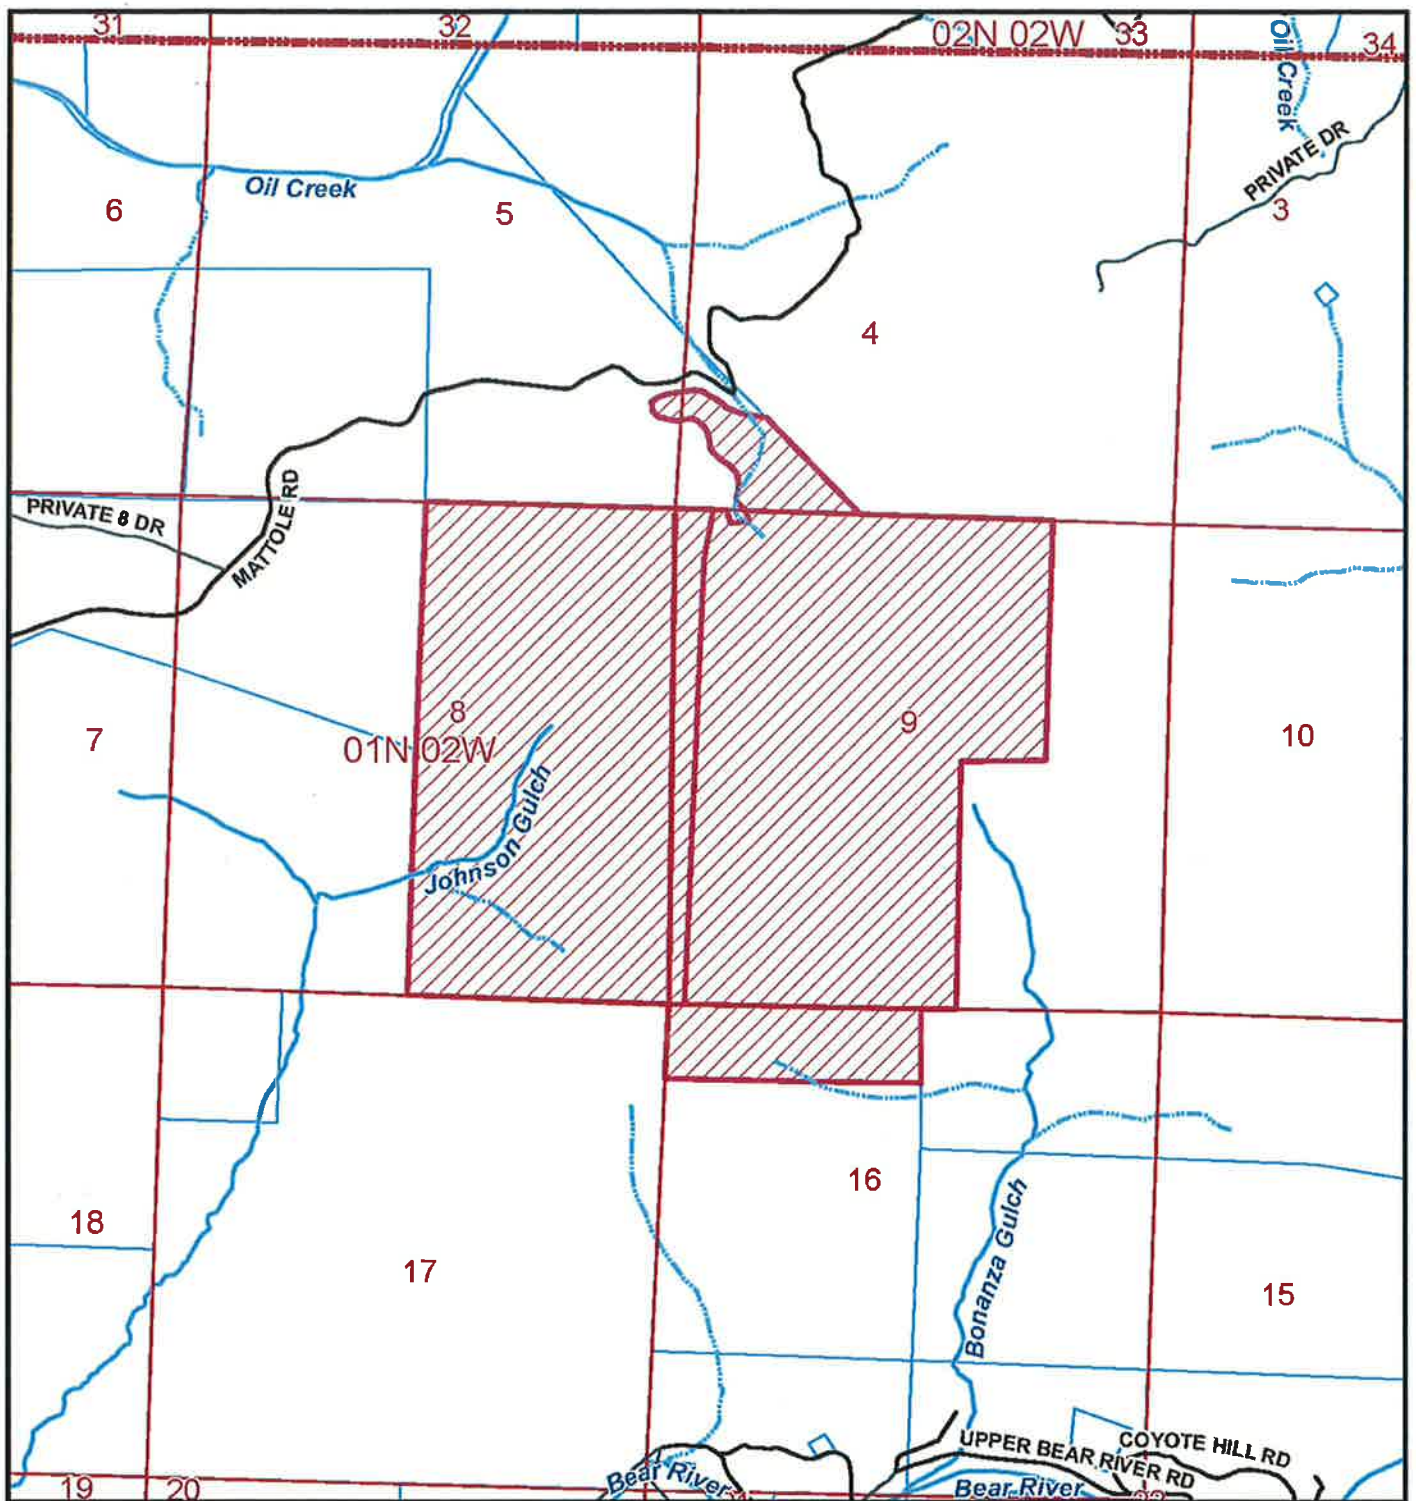 31
32
02N 02W
33
34
Oil Creek
PRIVATE DR
Oil Creek
6
5
3
4
PRIVATE 8 DR
MATTOLE RD
8
9
7
01N 02W
10
Johnson Gulch
16
18
17
Bonanza Gulch
15
COYOTE HILL RD
UPPER BEAR RIVER RD
Bear River
Bear River
19
20